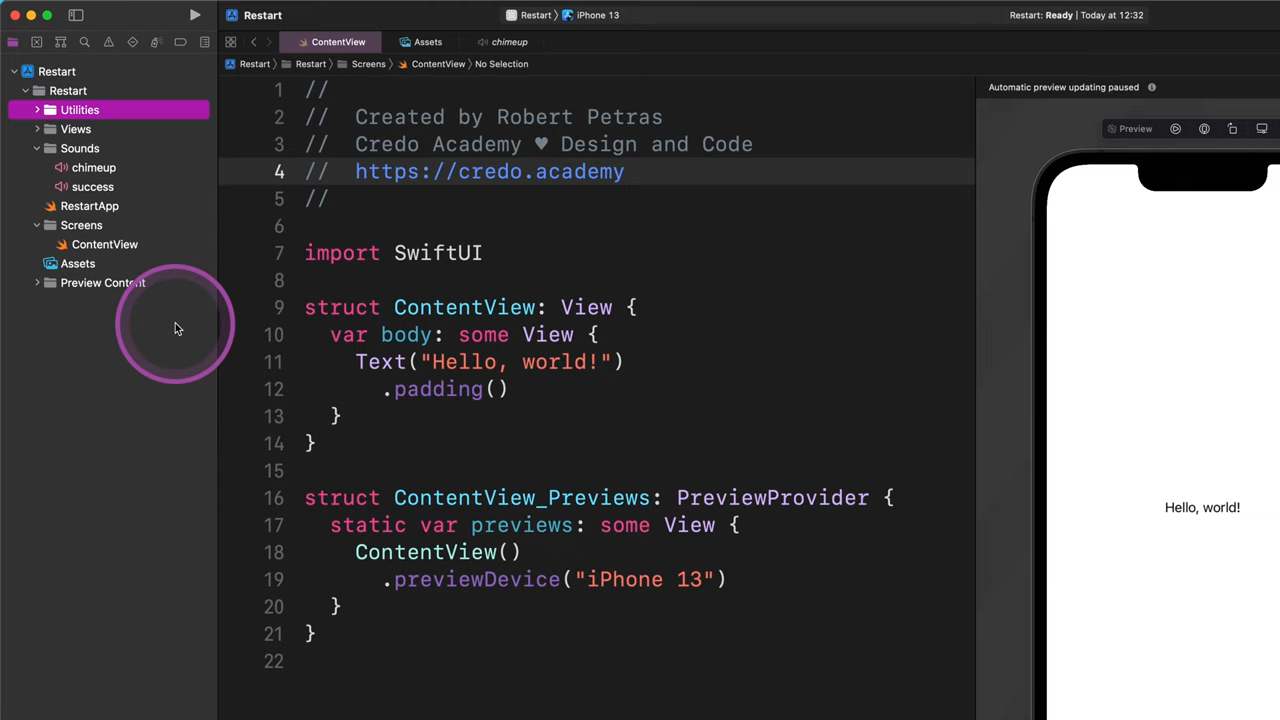 Restart
Restart
iPhone 13
Restart: Ready | Today at 12:32
ContentView
Assets
chimeup
Restart
Restart
Screens
ContentView
No Selection
Restart
Restart
Utilities
Views
Sounds
chimeup
success
RestartApp
Screens
ContentView
Assets
Preview Content
1 //
2 // Created by Robert Petras
3 // Credo Academy ♥ Design and Code
4 // https://credo.academy
5 //
6
7 import SwiftUI
8
9 struct ContentView: View {
10 var body: some View {
11 Text("Hello, world!")
12 .padding()
13 }
14 }
15
16 struct ContentView_Previews: PreviewProvider {
17 static var previews: some View {
18 ContentView()
19 .previewDevice("iPhone 13")
20 }
21 }
22
Automatic preview updating paused
Preview
Hello, world!